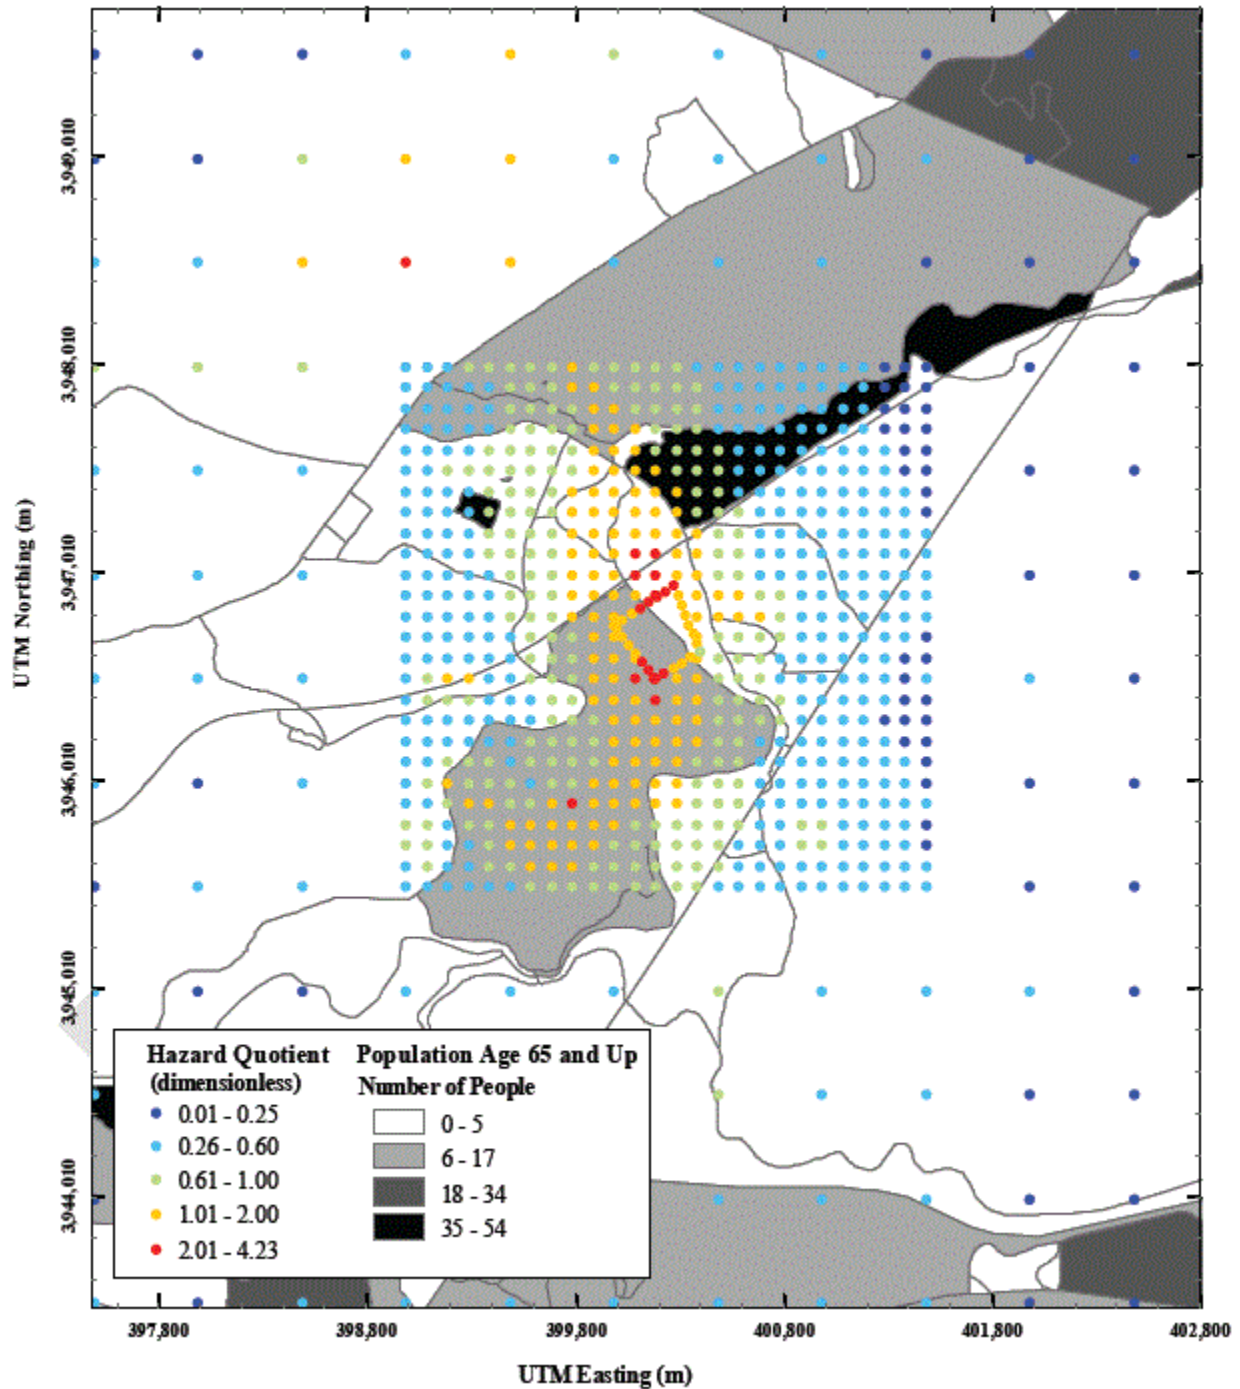 3,949,010
3,948,010
3,947,010
3,946,010
3,945,010
3,944,010
UTM Northing (m)
Hazard Quotient
(dimensionless)
0.01 - 0.25
0.26 - 0.60
0.61 - 1.00
1.01 - 2.00
2.01 - 4.23
Population Age 65 and Up
Number of People
0 - 5
6 - 17
18 - 34
35 - 54
397,800 398,800 399,800 400,800 401,800 402,800
UTM Easting (m)